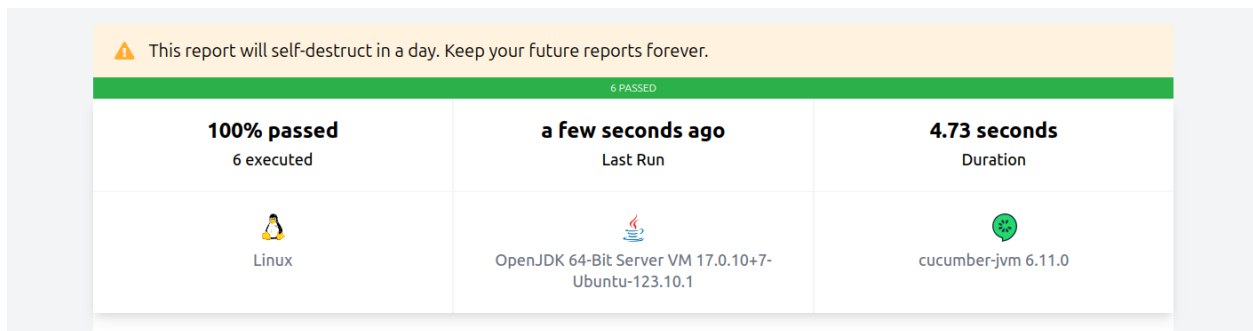 This report will self-destruct in a day. Keep your future reports forever.
6 PASSED
100% passed
6 executed
a few seconds ago
Last Run
4.73 seconds
Duration
Linux
OpenJDK 64-Bit Server VM 17.0.10+7-
Ubuntu-123.10.1
cucumber-jvm 6.11.0